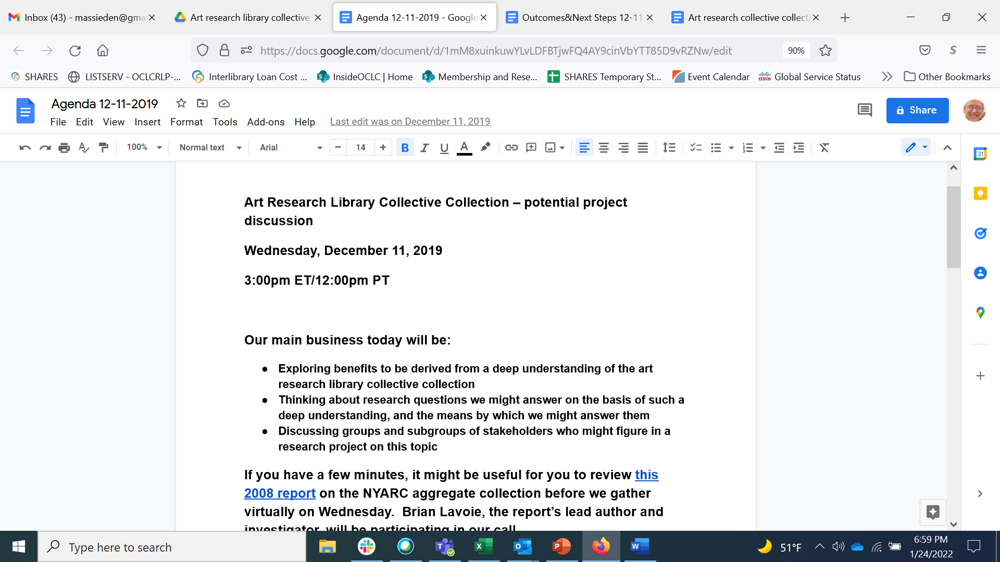 Inbox (43) - massieden@gma
Art research library collective
Agenda 12-11-2019 - Google
Outcomes&Next Steps 12-11
Art research collective collecti
https://docs.google.com/document/d/1mM8xuinkuwYLvLDFBTjwFQ4AY9cinVbYTT85D9vRZNw/edit
90%
S
SHARES
LISTSERV - OCLCRLP-...
Interlibrary Loan Cost ...
InsideOCLC | Home
Membership and Rese...
SHARES Temporary St...
Event Calendar
Global Service Status
Other Bookmarks
Agenda 12-11-2019
File Edit View Insert Format Tools Add-ons Help Last edit was on December 11, 2019
Share
100% Normal text Arial 14 B I U A
31
Art Research Library Collective Collection – potential project
discussion
Wednesday, December 11, 2019
3:00pm ET/12:00pm PT
Our main business today will be:
● Exploring benefits to be derived from a deep understanding of the art
research library collective collection
● Thinking about research questions we might answer on the basis of such a
deep understanding, and the means by which we might answer them
● Discussing groups and subgroups of stakeholders who might figure in a
research project on this topic
If you have a few minutes, it might be useful for you to review this
2008 report on the NYARC aggregate collection before we gather
virtually on Wednesday.  Brian Lavoie, the report’s lead author and
investigator, will be participating in our call
Type here to search
51°F
6:59 PM
1/24/2022